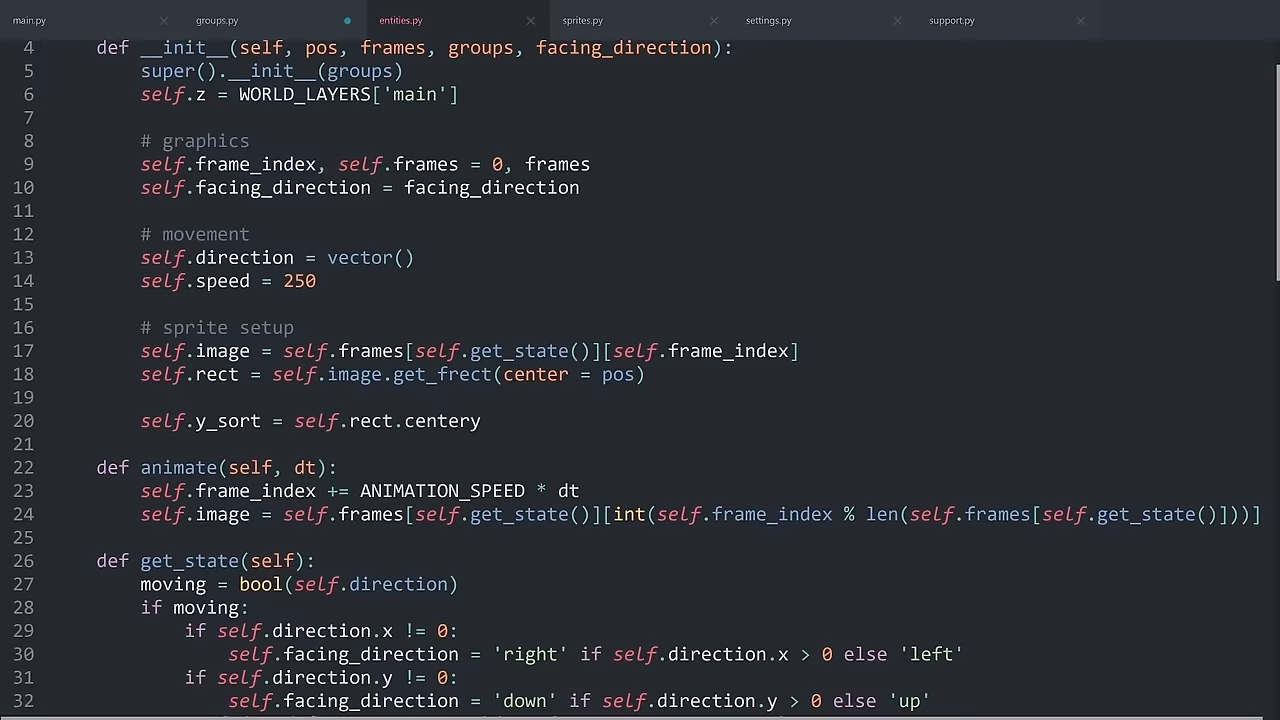 main.py groups.py entities.py sprites.py settings.py support.py
4 def __init__(self, pos, frames, groups, facing_direction):
5 super().__init__(groups)
6 self.z = WORLD_LAYERS['main']
7
8 # graphics
9 self.frame_index, self.frames = 0, frames
10 self.facing_direction = facing_direction
11
12 # movement
13 self.direction = vector()
14 self.speed = 250
15
16 # sprite setup
17 self.image = self.frames[self.get_state()][self.frame_index]
18 self.rect = self.image.get_frect(center = pos)
19
20 self.y_sort = self.rect.centery
21
22 def animate(self, dt):
23 self.frame_index += ANIMATION_SPEED * dt
24 self.image = self.frames[self.get_state()][int(self.frame_index % len(self.frames[self.get_state()]))]
25
26 def get_state(self):
27 moving = bool(self.direction)
28 if moving:
29 if self.direction.x != 0:
30 self.facing_direction = 'right' if self.direction.x > 0 else 'left'
31 if self.direction.y != 0:
32 self.facing_direction = 'down' if self.direction.y > 0 else 'up'